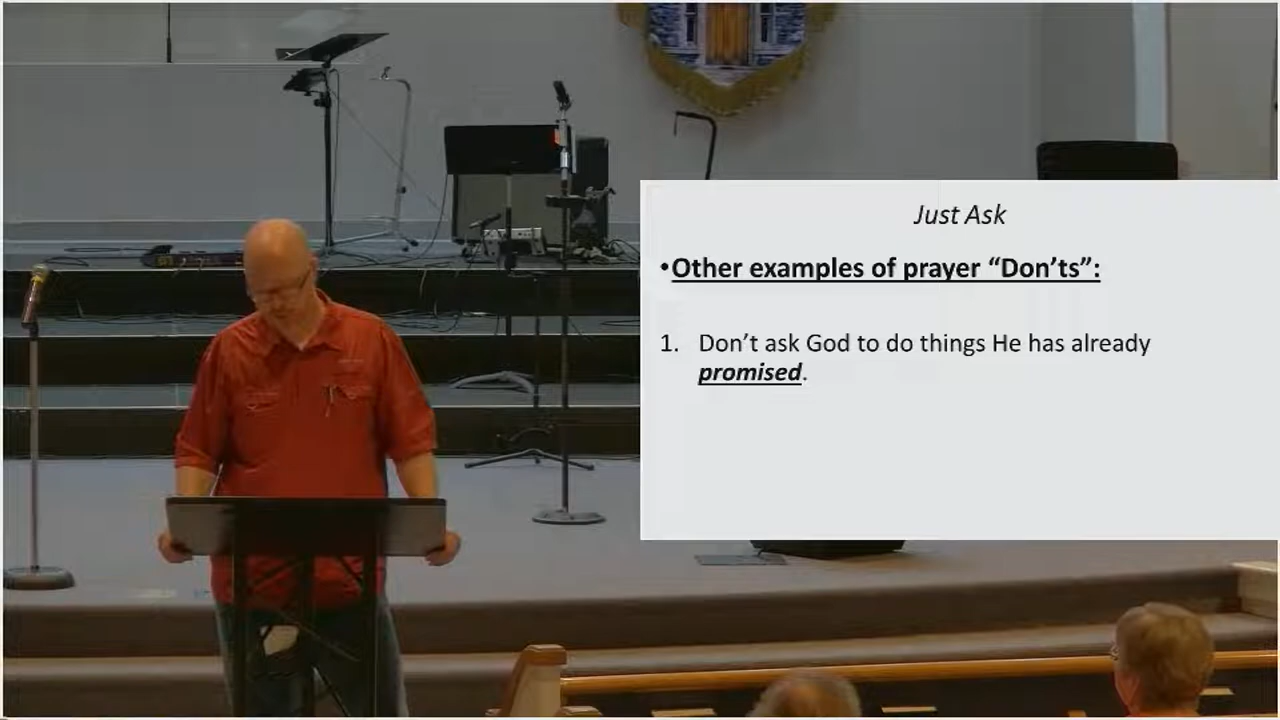 Just Ask
•Other examples of prayer “Don’ts”:
1. Don’t ask God to do things He has already
promised.